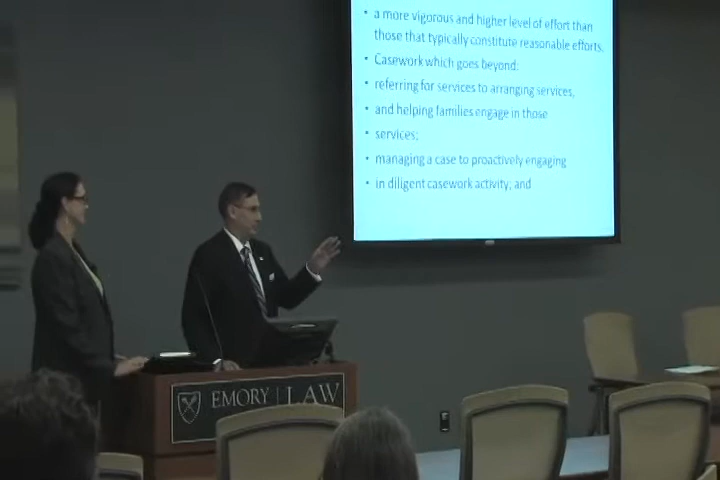 • a more vigorous and higher level of effort than
those that typically constitute reasonable efforts.
• Casework which goes beyond:
• referring for services to arranging services,
• and helping families engage in those
• services;
• managing a case to proactively engaging
• in diligent casework activity; and
EMORY | LAW